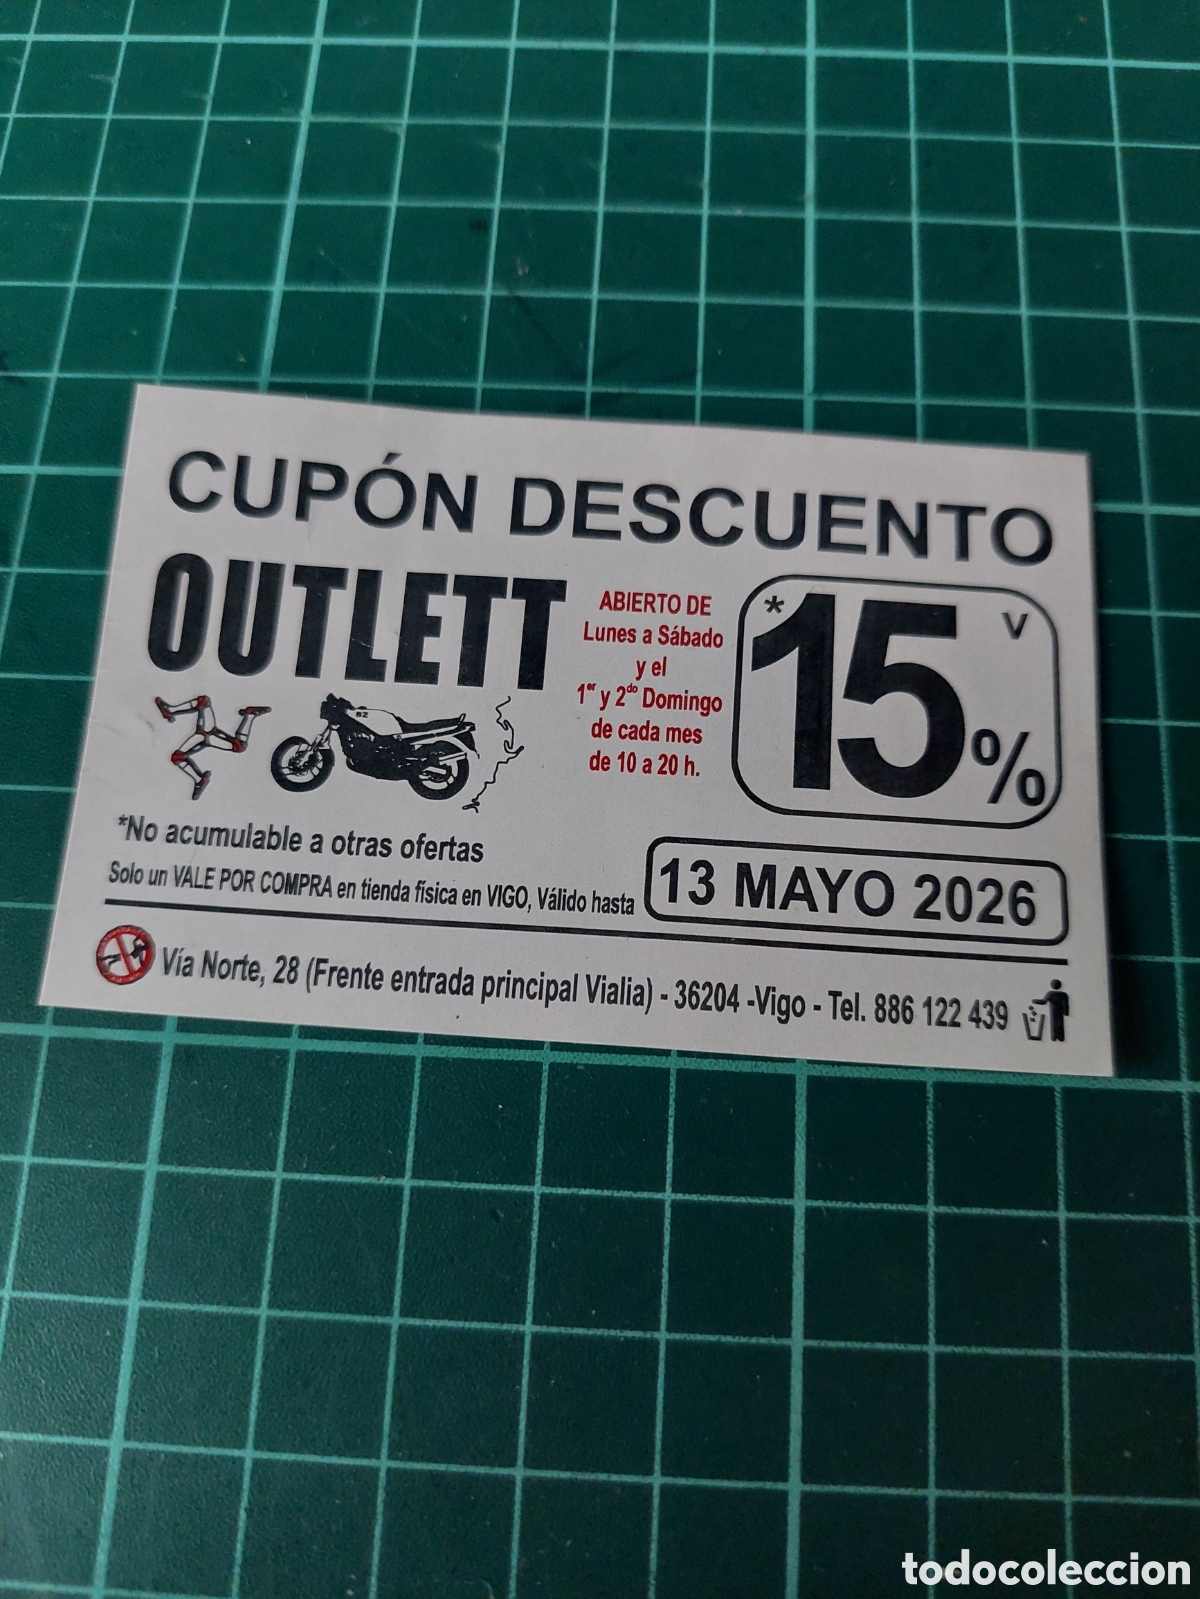 CUPÓN DESCUENTO
OUTLETT
ABIERTO DE
Lunes a Sábado
y el
1er y 2do Domingo
de cada mes
de 10 a 20 h.
*15% V
*No acumulable a otras ofertas
Solo un VALE POR COMPRA en tienda física en VIGO, Válido hasta
13 MAYO 2026
Vía Norte, 28 (Frente entrada principal Vialia) - 36204 -Vigo - Tel. 886 122 439
todocoleccion